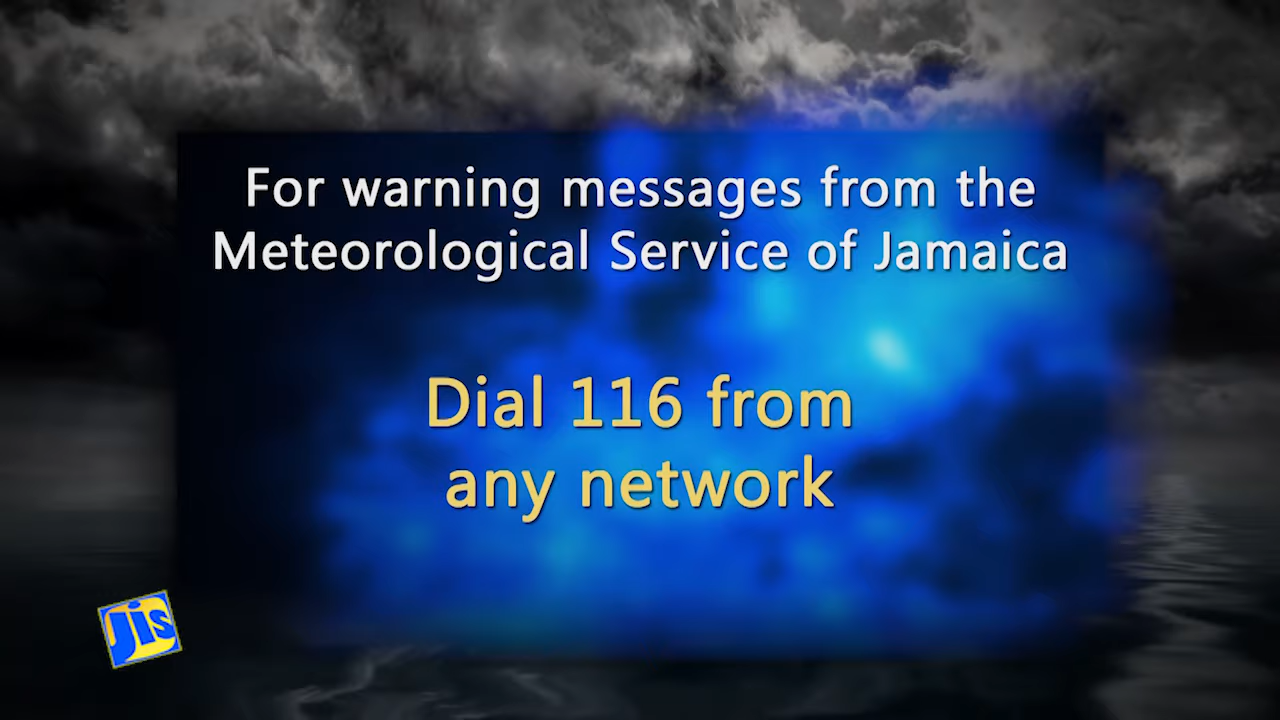 For warning messages from the
Meteorological Service of Jamaica
Dial 116 from
any network
Jis